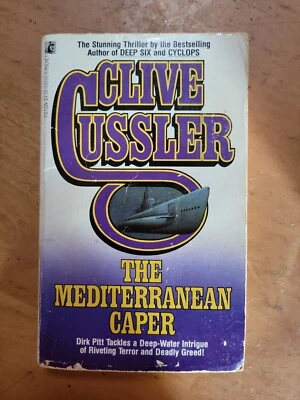 The Stunning Thriller by the Bestselling
Author of DEEP SIX and CYCLOPS
CLIVE
CUSSLER
THE
MEDITERRANEAN
CAPER
Dirk Pitt Tackles a Deep-Water Intrigue
of Riveting Terror and Deadly Greed!